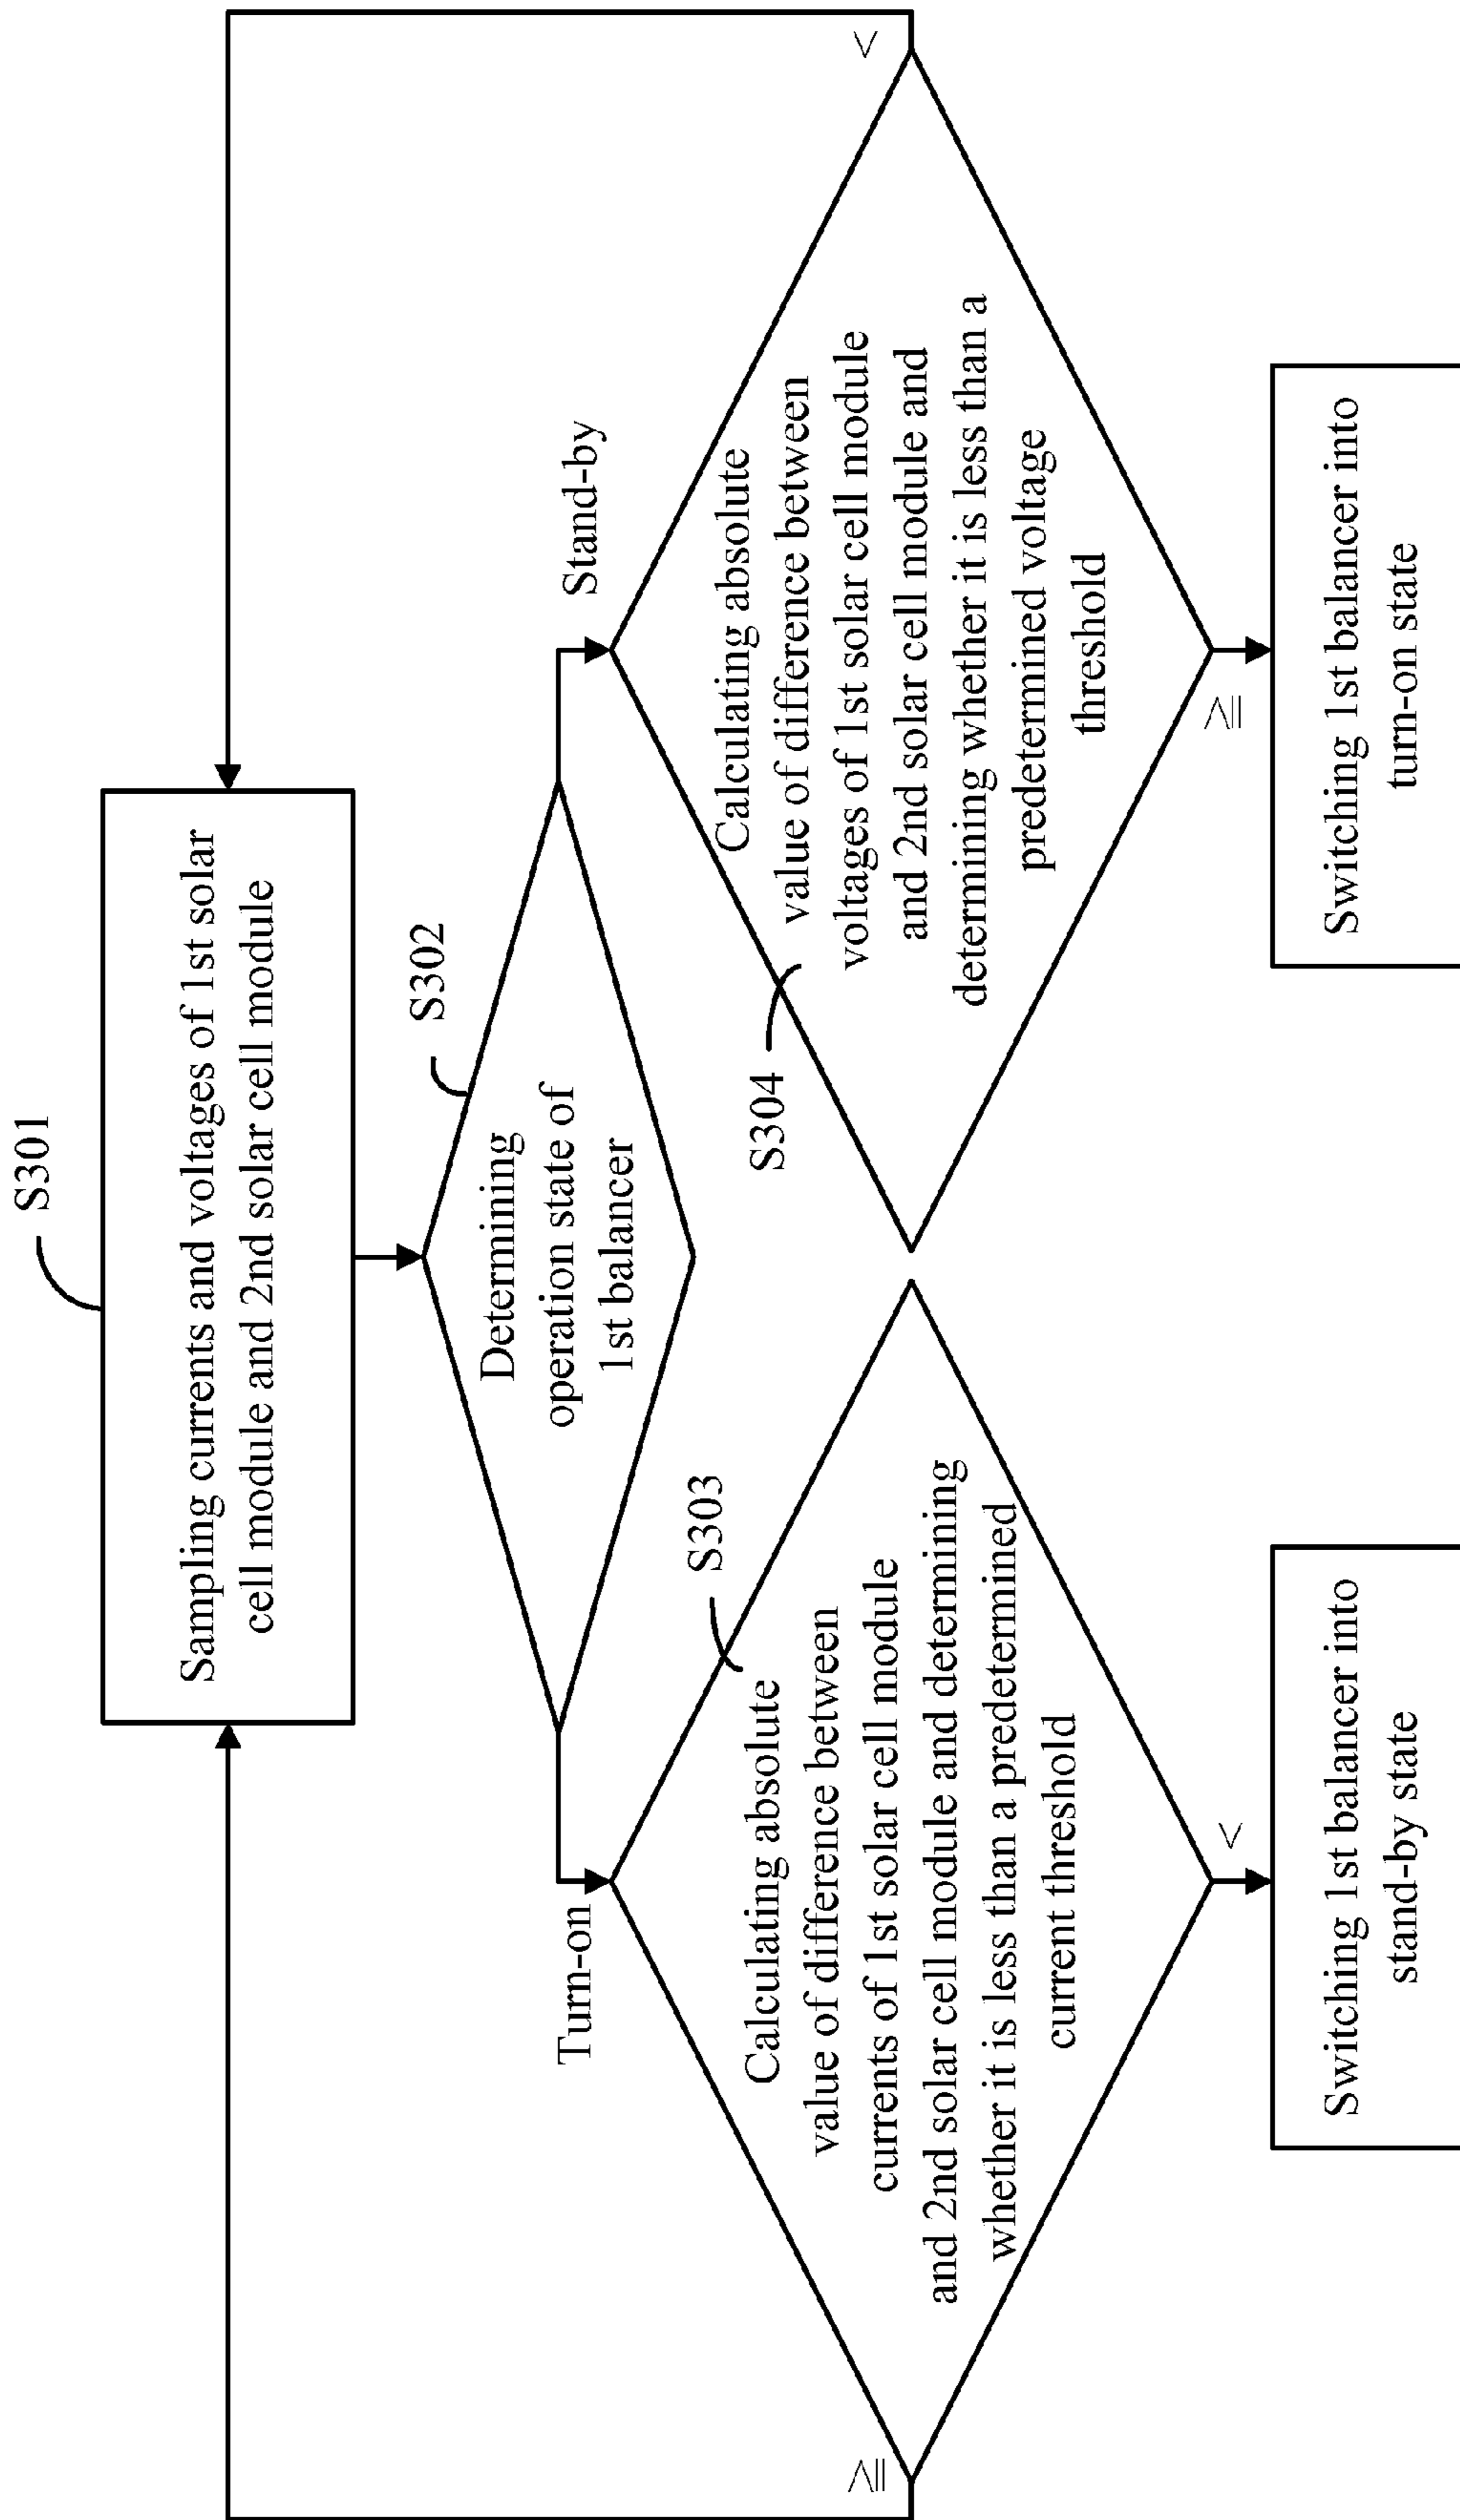 S301
Sampling currents and voltages of 1st solar
cell module and 2nd solar cell module
S302
Determining
operation state of
1st balancer
Turn-on
Stand-by
S303
Calculating absolute
value of difference between
currents of 1st solar cell module
and 2nd solar cell module and determining
whether it is less than a predetermined
current threshold
≧
<
Switching 1st balancer into
stand-by state
S304
Calculating absolute
value of difference between
voltages of 1st solar cell module
and 2nd solar cell module and
determining whether it is less than a
predetermined voltage
threshold
<
≧
Switching 1st balancer into
turn-on state